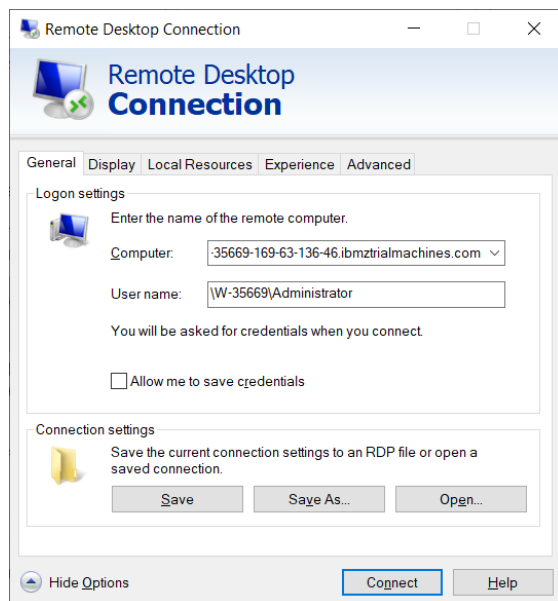 Remote Desktop Connection
Remote Desktop
Connection
General Display Local Resources Experience Advanced
Logon settings
Enter the name of the remote computer.
Computer: -35669-169-63-136-46.ibmztrialmachines.com
User name: \W-35669\Administrator
You will be asked for credentials when you connect.
Allow me to save credentials
Connection settings
Save the current connection settings to an RDP file or open a
saved connection.
Save Save As... Open...
Hide Options Connect Help